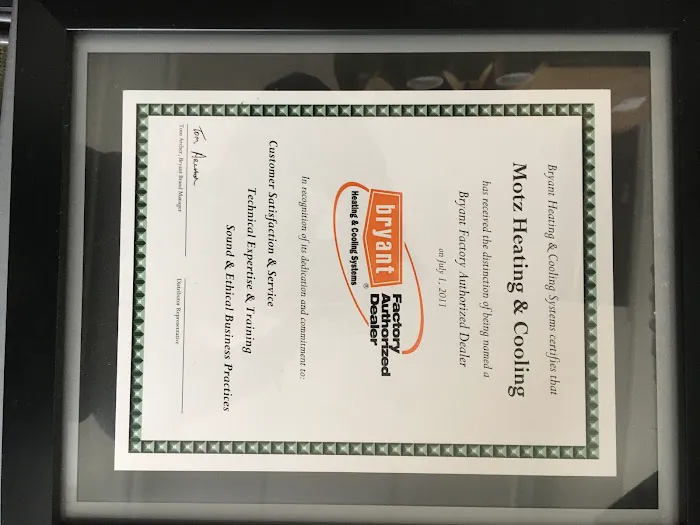 Bryant Heating & Cooling Systems certifies that
Motz Heating & Cooling
has received the distinction of being named a
Bryant Factory Authorized Dealer
on July 1, 2011
bryant
Heating & Cooling Systems ®
Factory
Authorized
Dealer
In recognition of its dedication and commitment to:
Customer Satisfaction & Service
Technical Expertise & Training
Sound & Ethical Business Practices
Tom Archer, Bryant Brand Manager
Distributor Representative